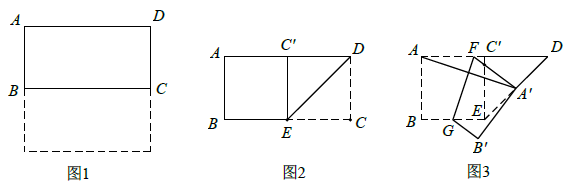 A D
B C
图1
A C′ D
B E C
图2
A F C′ D
A′
B G E
B′
图3